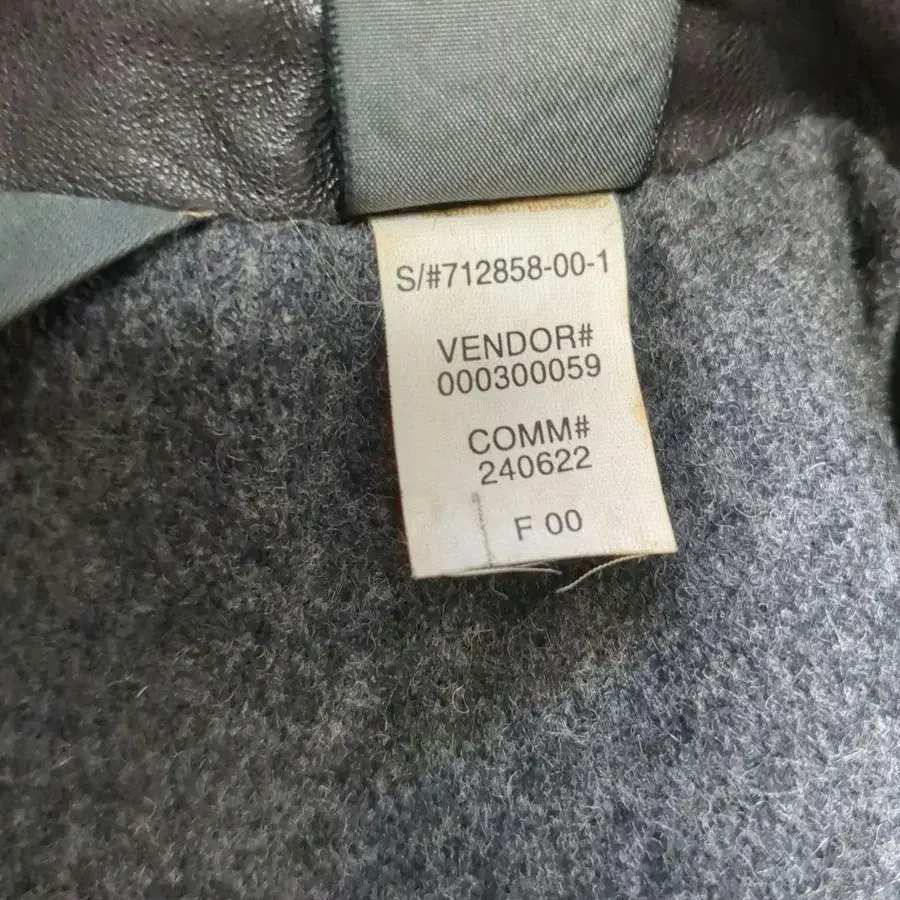 S/#712858-00-1
VENDOR#
000300059
COMM#
240622
F 00